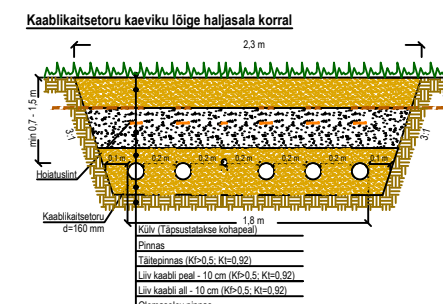 Kaablikaitsetoru kaeviku lõige haljasala korral
2,3 m
min 0,7 - 1,5 m
3:1
3:1
0,1 m
0,2 m
0,2 m
0,2 m
0,2 m
0,2 m
0,1 m
Hoiatuslint
Kaablikaitsetoru
d=160 mm
1,8 m
Külv (Täpsustatakse kohapeal)
Pinnas
Täitepinnas (Kf>0,5; Kt=0,92)
Liiv kaabli peal - 10 cm (Kf>0,5; Kt=0,92)
Liiv kaabli all - 10 cm (Kf>0,5; Kt=0,92)